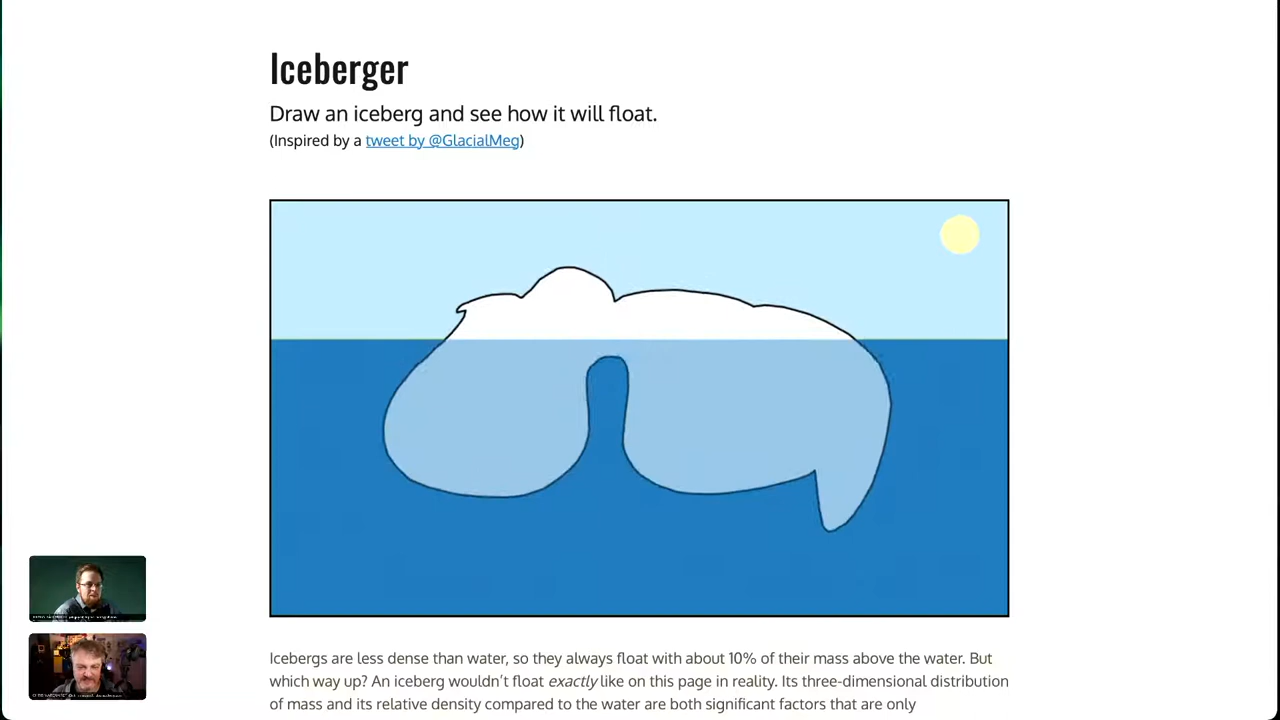 Iceberger
Draw an iceberg and see how it will float.
(Inspired by a tweet by @GlacialMeg)
Icebergs are less dense than water, so they always float with about 10% of their mass above the water. But
which way up? An iceberg wouldn't float exactly like on this page in reality. Its three-dimensional distribution
of mass and its relative density compared to the water are both significant factors that are only